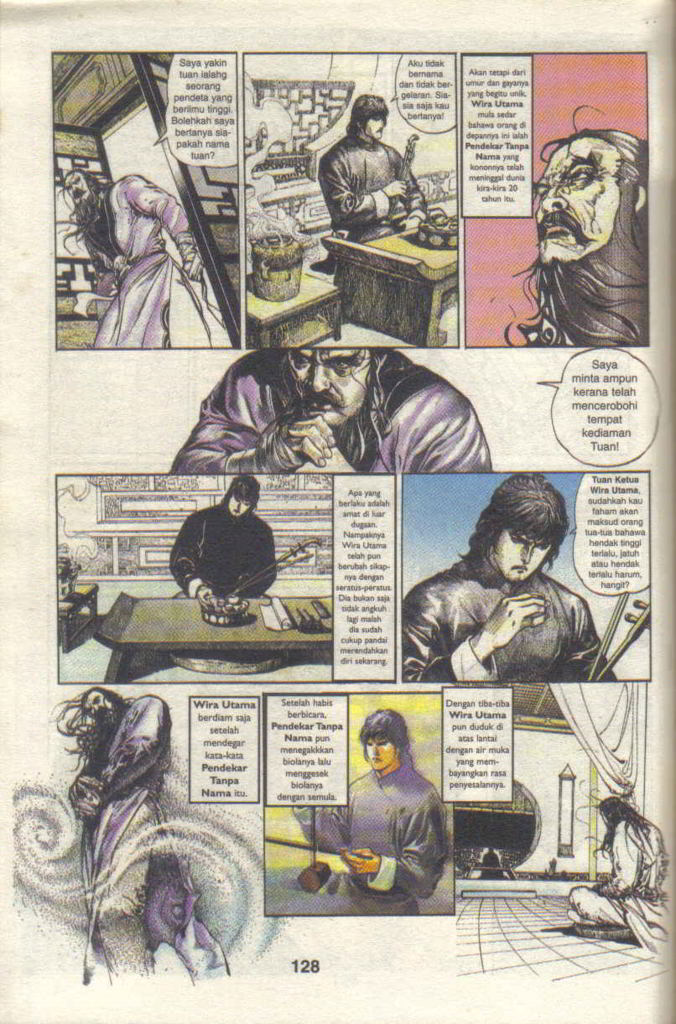 Saya yakin
tuan ialahg
seorang
pendeta yang
berilmu tinggi.
Bolehkah saya
bertanya sia-
pakah nama
tuan?
Aku tidak
bernama
dan tidak ber-
gelaran. Sia-
sia saja kau
bertanya!
Akan tetapi dari
umur dan gayanya
yang begitu unik,
Wira Utama
mula sedar
bahawa orang di
depannya ini ialah
Pendekar Tanpa
Nama yang
kononnya telah
meninggal dunia
kira-kira 20
tahun itu.
Saya
minta ampun
kerana telah
mencerobohi
tempat
kediaman
Tuan!
Apa yang
berlaku adalah
amat di luar
dugaan.
Nampaknya
Wira Utama
telah pun
berubah sikap-
nya dengan
seratus-peratus.
Dia bukan saja
tidak angkuh
lagi malah
dia sudah
cukup pandai
merendahkan
diri sekarang.
Tuan Ketua
Wira Utama,
sudahkah kau
faham akan
maksud orang
tua-tua bahawa
hendak tinggi
terlalu, jatuh
atau hendak
terlalu harum,
hangit?
Wira Utama
berdiam saja
setelah
mendegar
kata-kata
Pendekar
Tanpa
Nama itu.
Setelah habis
berbicara,
Pendekar Tanpa
Nama pun
menegakkkan
biolanya lalu
menggesek
biolanya
dengan semula.
Dengan tiba-tiba
Wira Utama
pun duduk di
atas lantai
dengan air muka
yang mem-
bayangkan rasa
penyesalannya.
128